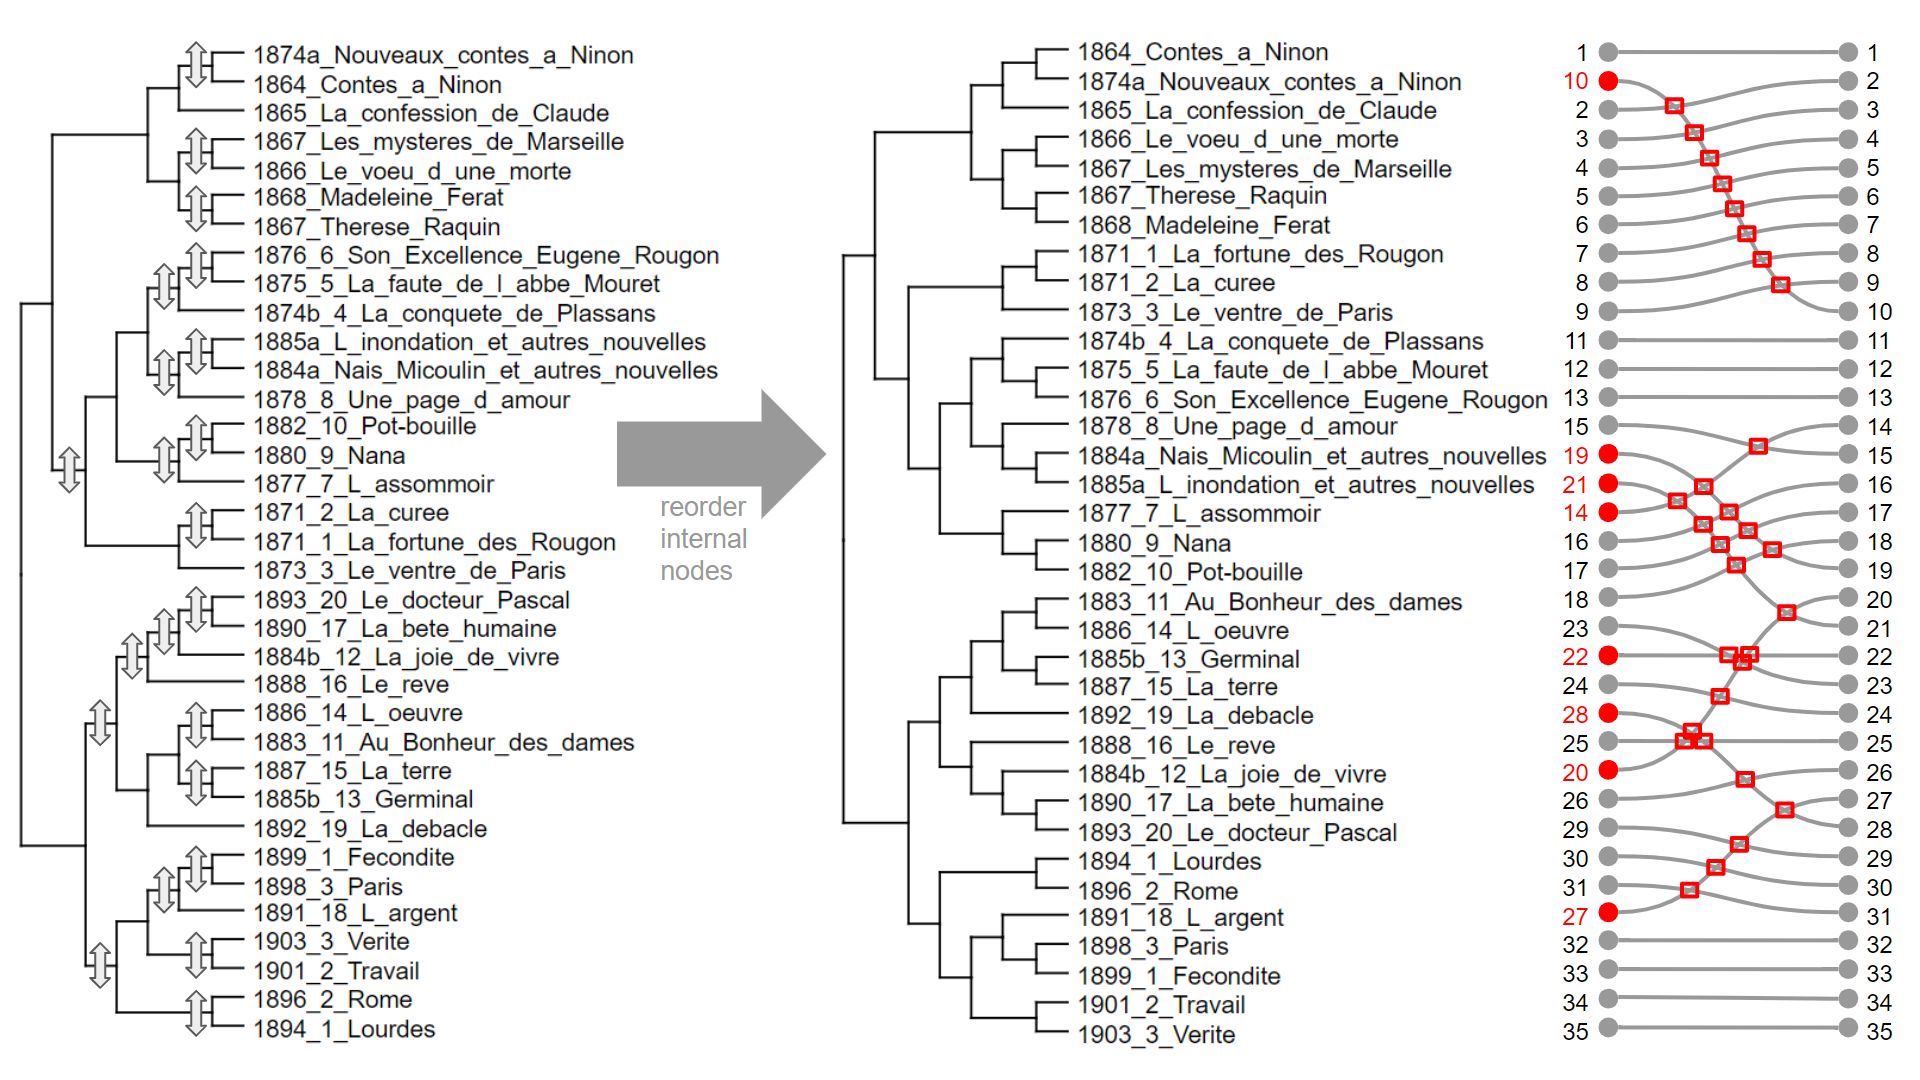 1874a_Nouveaux_contes_a_Ninon
1864_Contes_a_Ninon
1865_La_confession_de_Claude
1867_Les_mysteres_de_Marseille
1866_Le_voeu_d_une_morte
1868_Madeleine_Ferat
1867_Therese_Raquin
1876_6_Son_Excellence_Eugene_Rougon
1875_5_La_faute_de_l_abbe_Mouret
1874b_4_La_conquete_de_Plassans
1885a_L_inondation_et_autres_nouvelles
1884a_Nais_Micoulin_et_autres_nouvelles
1878_8_Une_page_d_amour
1882_10_Pot-bouille
1880_9_Nana
1877_7_L_assommoir
1871_2_La_curee
1871_1_La_fortune_des_Rougon
1873_3_Le_ventre_de_Paris
1893_20_Le_docteur_Pascal
1890_17_La_bete_humaine
1884b_12_La_joie_de_vivre
1888_16_Le_reve
1886_14_L_oeuvre
1883_11_Au_Bonheur_des_dames
1887_15_La_terre
1885b_13_Germinal
1892_19_La_debacle
1899_1_Fecondite
1898_3_Paris
1891_18_L_argent
1903_3_Verite
1901_2_Travail
1896_2_Rome
1894_1_Lourdes
reorder
internal
nodes
1864_Contes_a_Ninon
1874a_Nouveaux_contes_a_Ninon
1865_La_confession_de_Claude
1866_Le_voeu_d_une_morte
1867_Les_mysteres_de_Marseille
1867_Therese_Raquin
1868_Madeleine_Ferat
1871_1_La_fortune_des_Rougon
1871_2_La_curee
1873_3_Le_ventre_de_Paris
1874b_4_La_conquete_de_Plassans
1875_5_La_faute_de_l_abbe_Mouret
1876_6_Son_Excellence_Eugene_Rougon
1878_8_Une_page_d_amour
1884a_Nais_Micoulin_et_autres_nouvelles
1885a_L_inondation_et_autres_nouvelles
1877_7_L_assommoir
1880_9_Nana
1882_10_Pot-bouille
1883_11_Au_Bonheur_des_dames
1886_14_L_oeuvre
1885b_13_Germinal
1887_15_La_terre
1892_19_La_debacle
1888_16_Le_reve
1884b_12_La_joie_de_vivre
1890_17_La_bete_humaine
1893_20_Le_docteur_Pascal
1894_1_Lourdes
1896_2_Rome
1891_18_L_argent
1898_3_Paris
1899_1_Fecondite
1901_2_Travail
1903_3_Verite
1 1
10 2
2 3
3 4
4 5
5 6
6 7
7 8
8 9
9 10
11 11
12 12
13 13
15 14
19 15
21 16
14 17
16 18
17 19
18 20
23 21
22 22
24 23
28 24
25 25
20 26
26 27
29 28
30 29
31 30
27 31
32 32
33 33
34 34
35 35